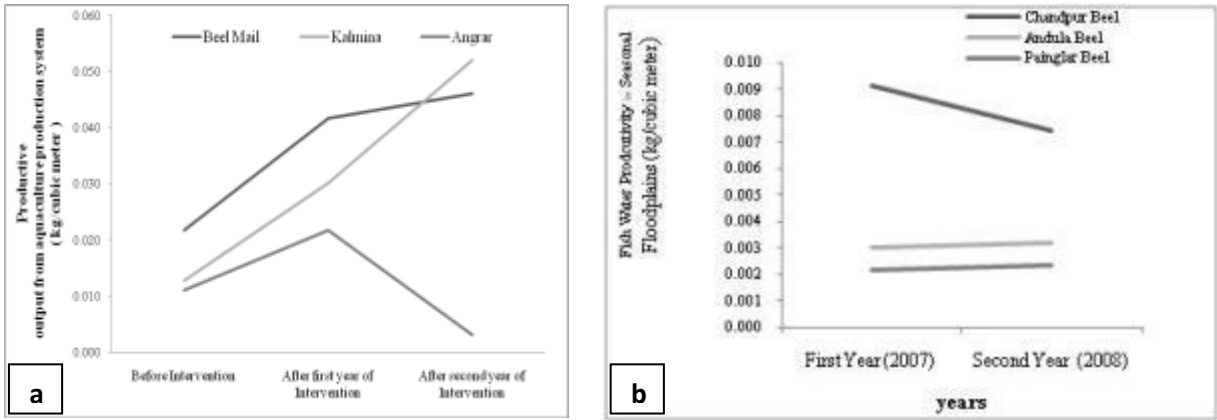 0.060
Beel Mail Kalmina Angrar
0.050
0.040
0.030
0.020
0.010
0.000
Productive
output from aquaculture production system
( kg/cubic meter )
Before Intervention
After first year of
Intervention
After second year of
Intervention
a
Chandpur Beel
Andula Beel
Painglar Beel
0.010
0.009
0.008
0.007
0.006
0.005
0.004
0.003
0.002
0.001
0.000
Fish Water Prodcutivity - Seasonal
Floodplains (kg/cubic meter)
First Year (2007) Second Year (2008)
years
b